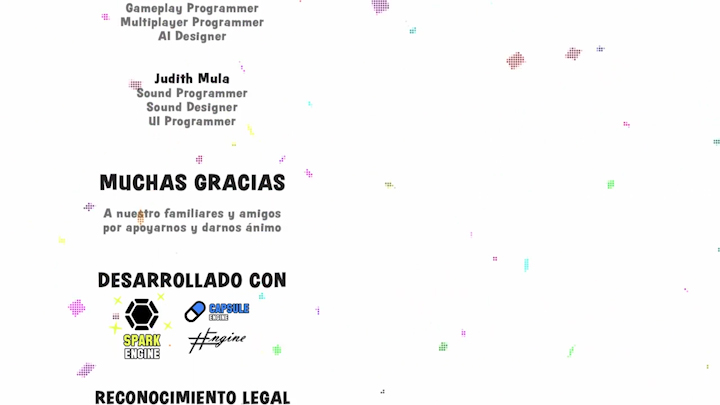 Gameplay Programmer
Multiplayer Programmer
AI Designer
Judith Mula
Sound Programmer
Sound Designer
UI Programmer
MUCHAS GRACIAS
A nuestro familiares y amigos
por apoyarnos y darnos ánimo
DESARROLLADO CON
SPARK
ENGINE
CAPSULE
ENGINE
#Engine
RECONOCIMIENTO LEGAL